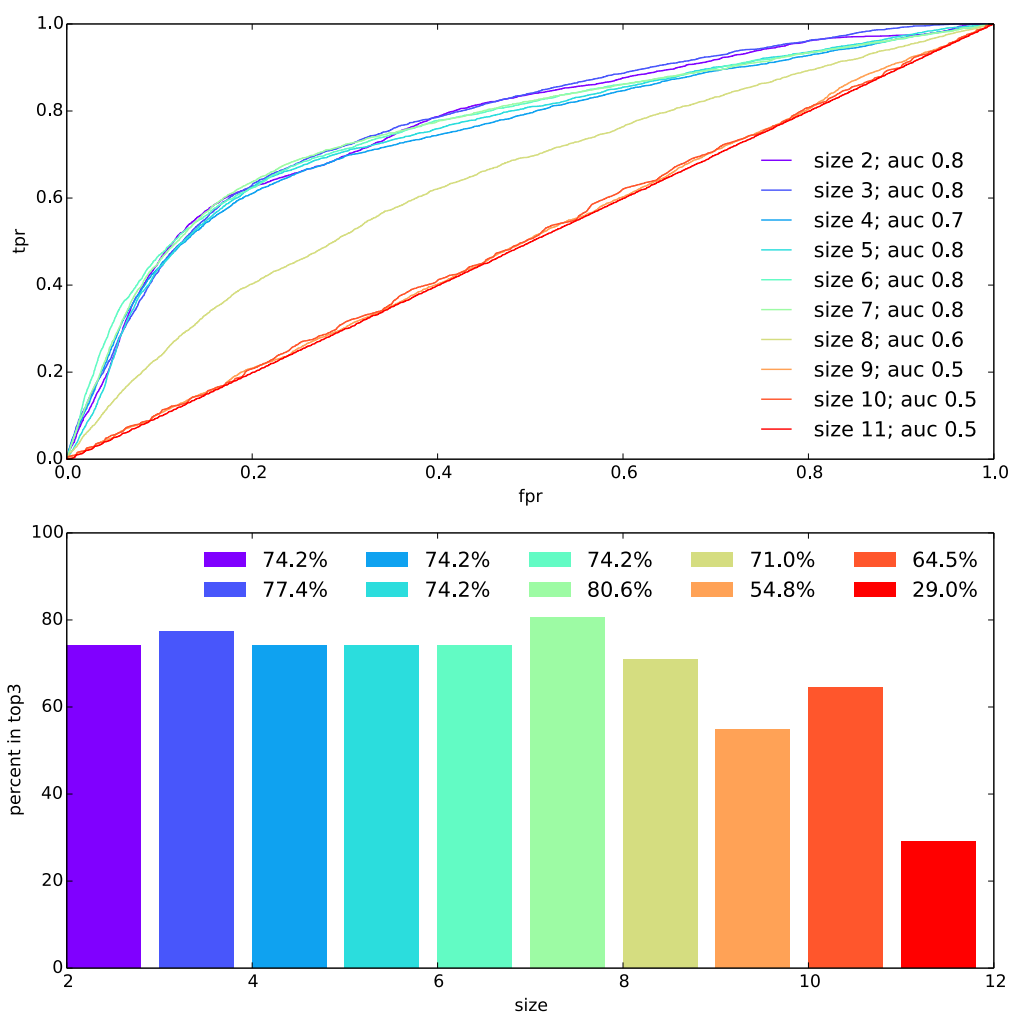 1.0
0.8
0.6
0.4
0.2
0.0
tpr
size 2; auc 0.8
size 3; auc 0.8
size 4; auc 0.7
size 5; auc 0.8
size 6; auc 0.8
size 7; auc 0.8
size 8; auc 0.6
size 9; auc 0.5
size 10; auc 0.5
size 11; auc 0.5
0.0 0.2 0.4 0.6 0.8 1.0
fpr
100
80
60
40
20
0
percent in top3
74.2% 74.2% 74.2% 71.0% 64.5%
77.4% 74.2% 80.6% 54.8% 29.0%
2 4 6 8 10 12
size